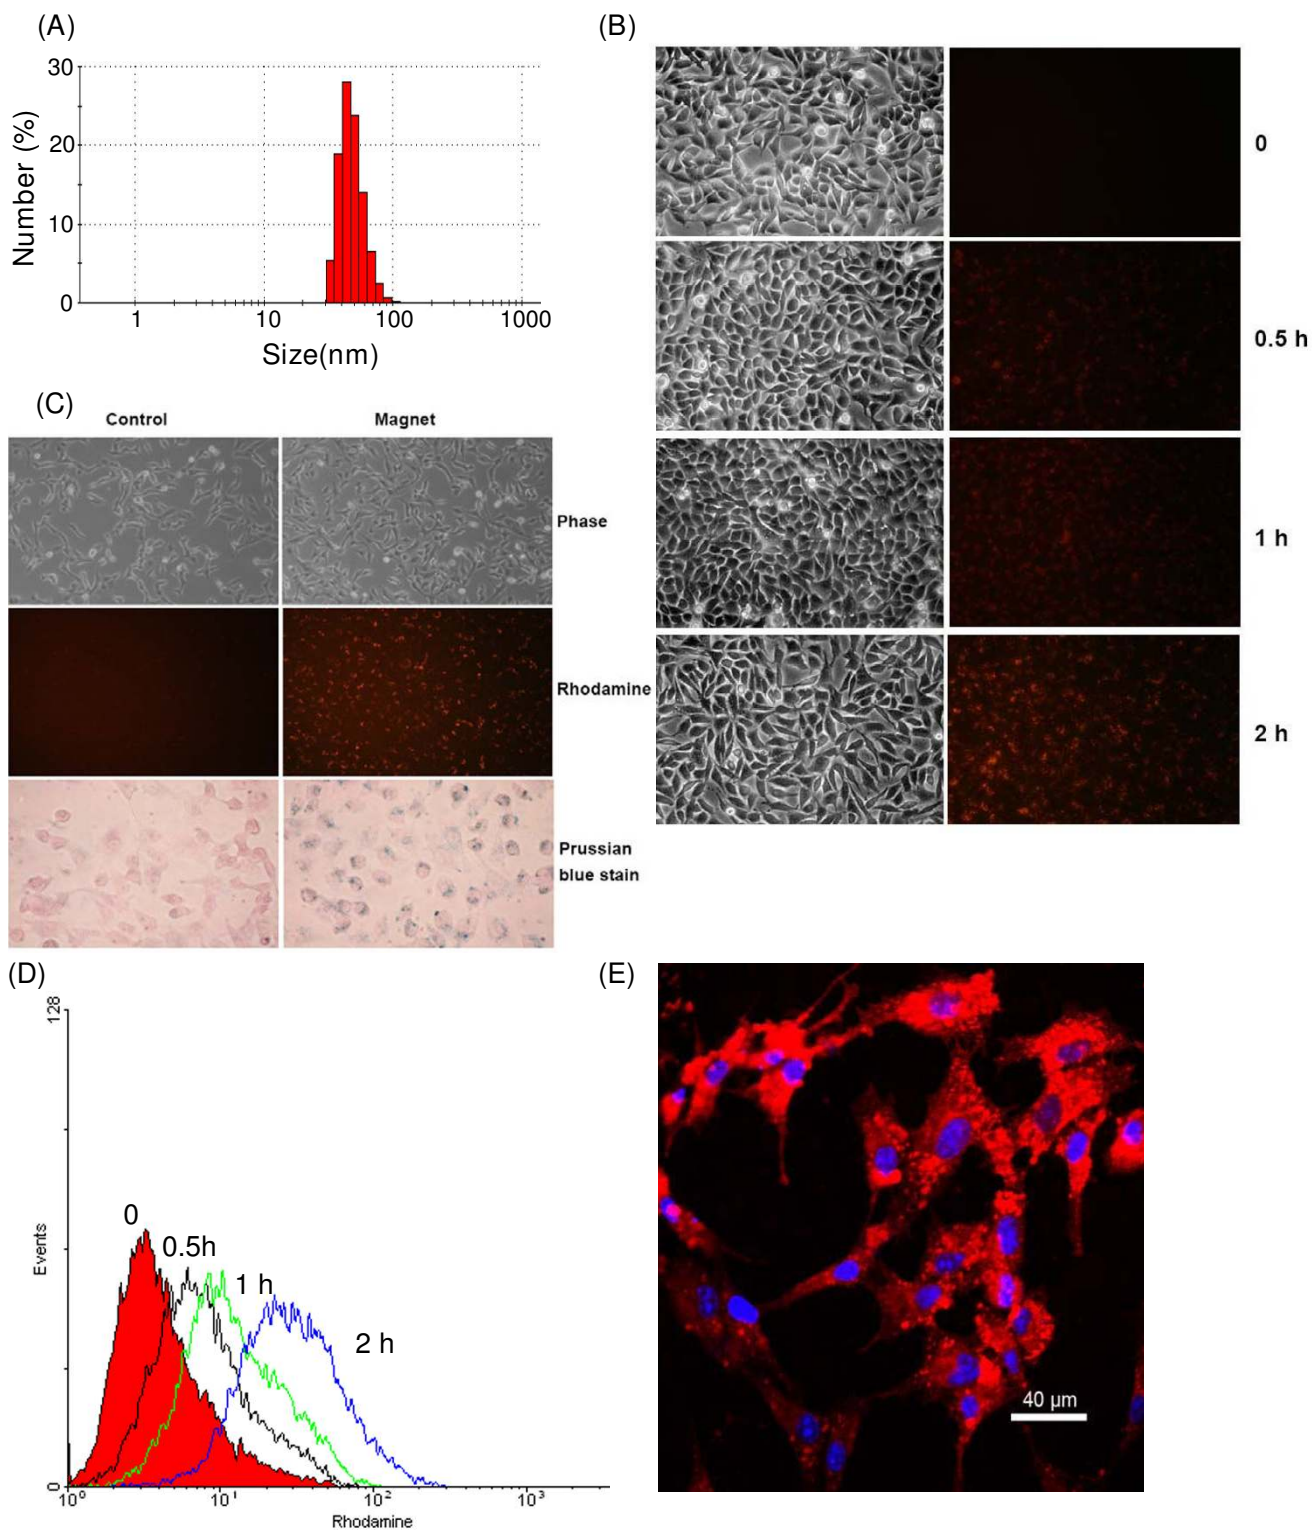 (A)
30
20
10
0
Number (%)
1
10
100
1000
Size(nm)
(B)
0
0.5 h
1 h
2 h
(C)
Control
Magnet
Phase
Rhodamine
Prussian
blue stain
(D)
128
Events
0
0
0.5h
1 h
2 h
10⁰
10¹
10²
10³
Rhodamine
(E)
40 µm